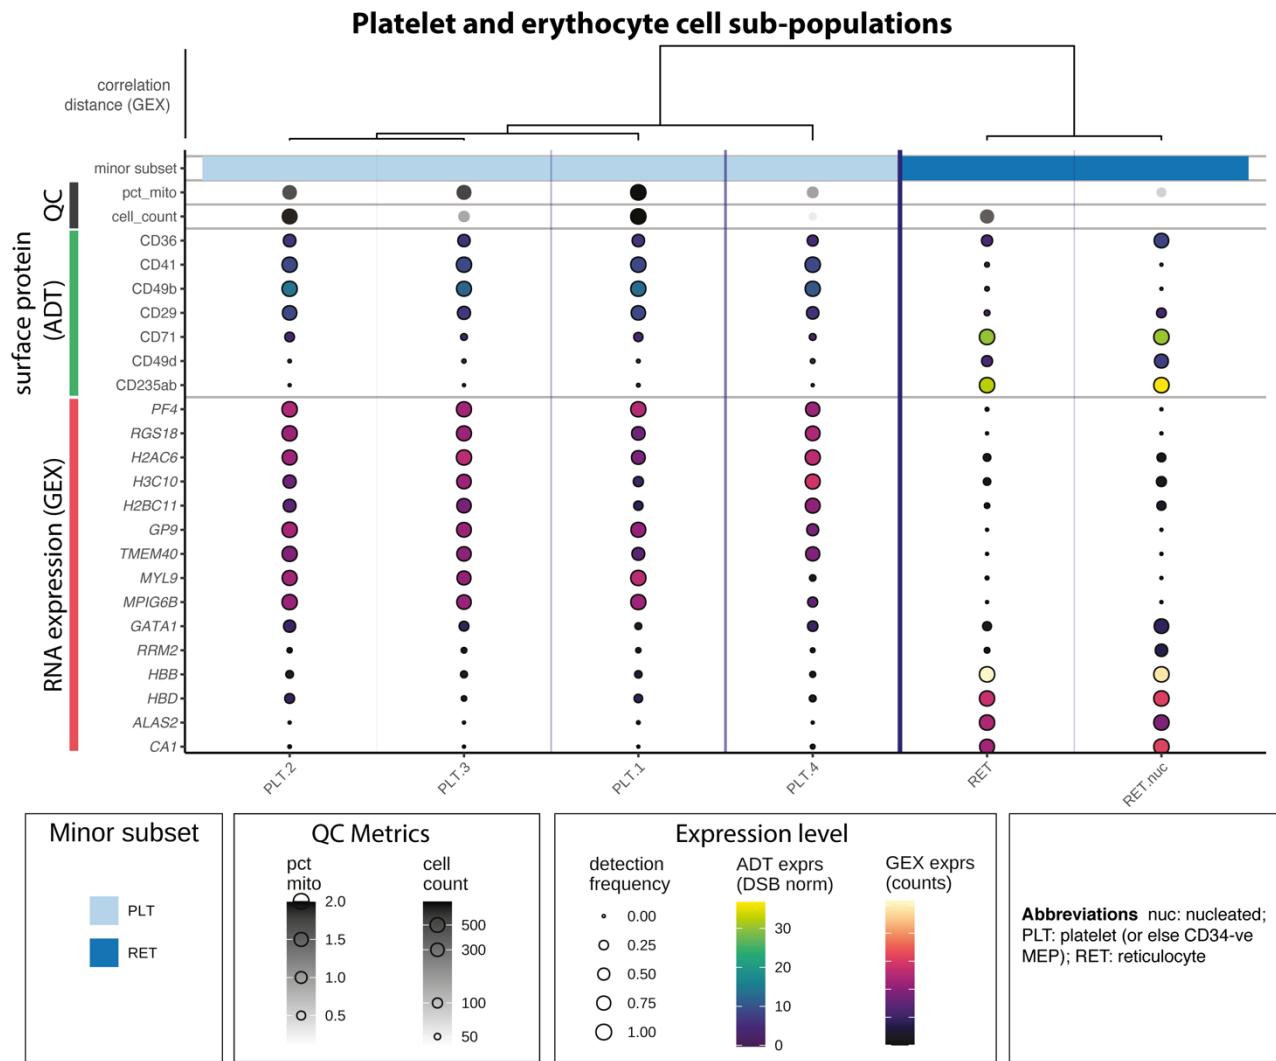 Platelet and erythocyte cell sub-populations
correlation
distance (GEX)
minor subset
QC
pct_mito
cell_count
surface protein
(ADT)
CD36
CD41
CD49b
CD29
CD71
CD49d
CD235ab
RNA expression (GEX)
PF4
RGS18
H2AC6
H3C10
H2BC11
GP9
TMEM40
MYL9
MPIG6B
GATA1
RRM2
HBB
HBD
ALAS2
CA1
PLT.2
PLT.3
PLT.1
PLT.4
RET
RET.nuc
Minor subset
PLT
RET
QC Metrics
pct
mito
2.0
1.5
1.0
0.5
cell
count
500
300
100
50
Expression level
detection
frequency
0.00
0.25
0.50
0.75
1.00
ADT exprs
(DSB norm)
30
20
10
0
GEX exprs
(counts)
Abbreviations nuc: nucleated;
PLT: platelet (or else CD34-ve
MEP); RET: reticulocyte